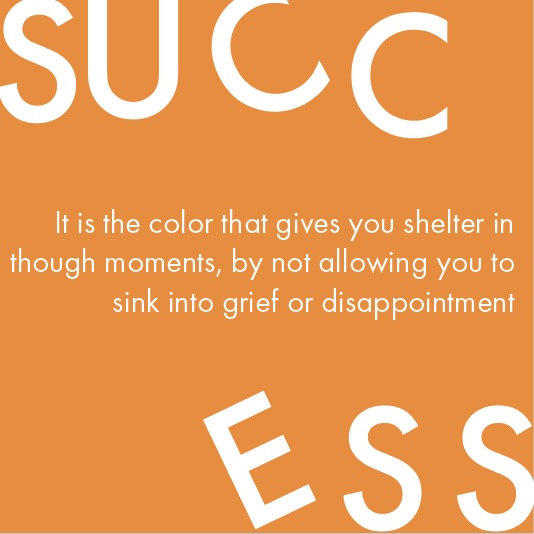 SUCC
It is the color that gives you shelter in
though moments, by not allowing you to
sink into grief or disappointment
ESS